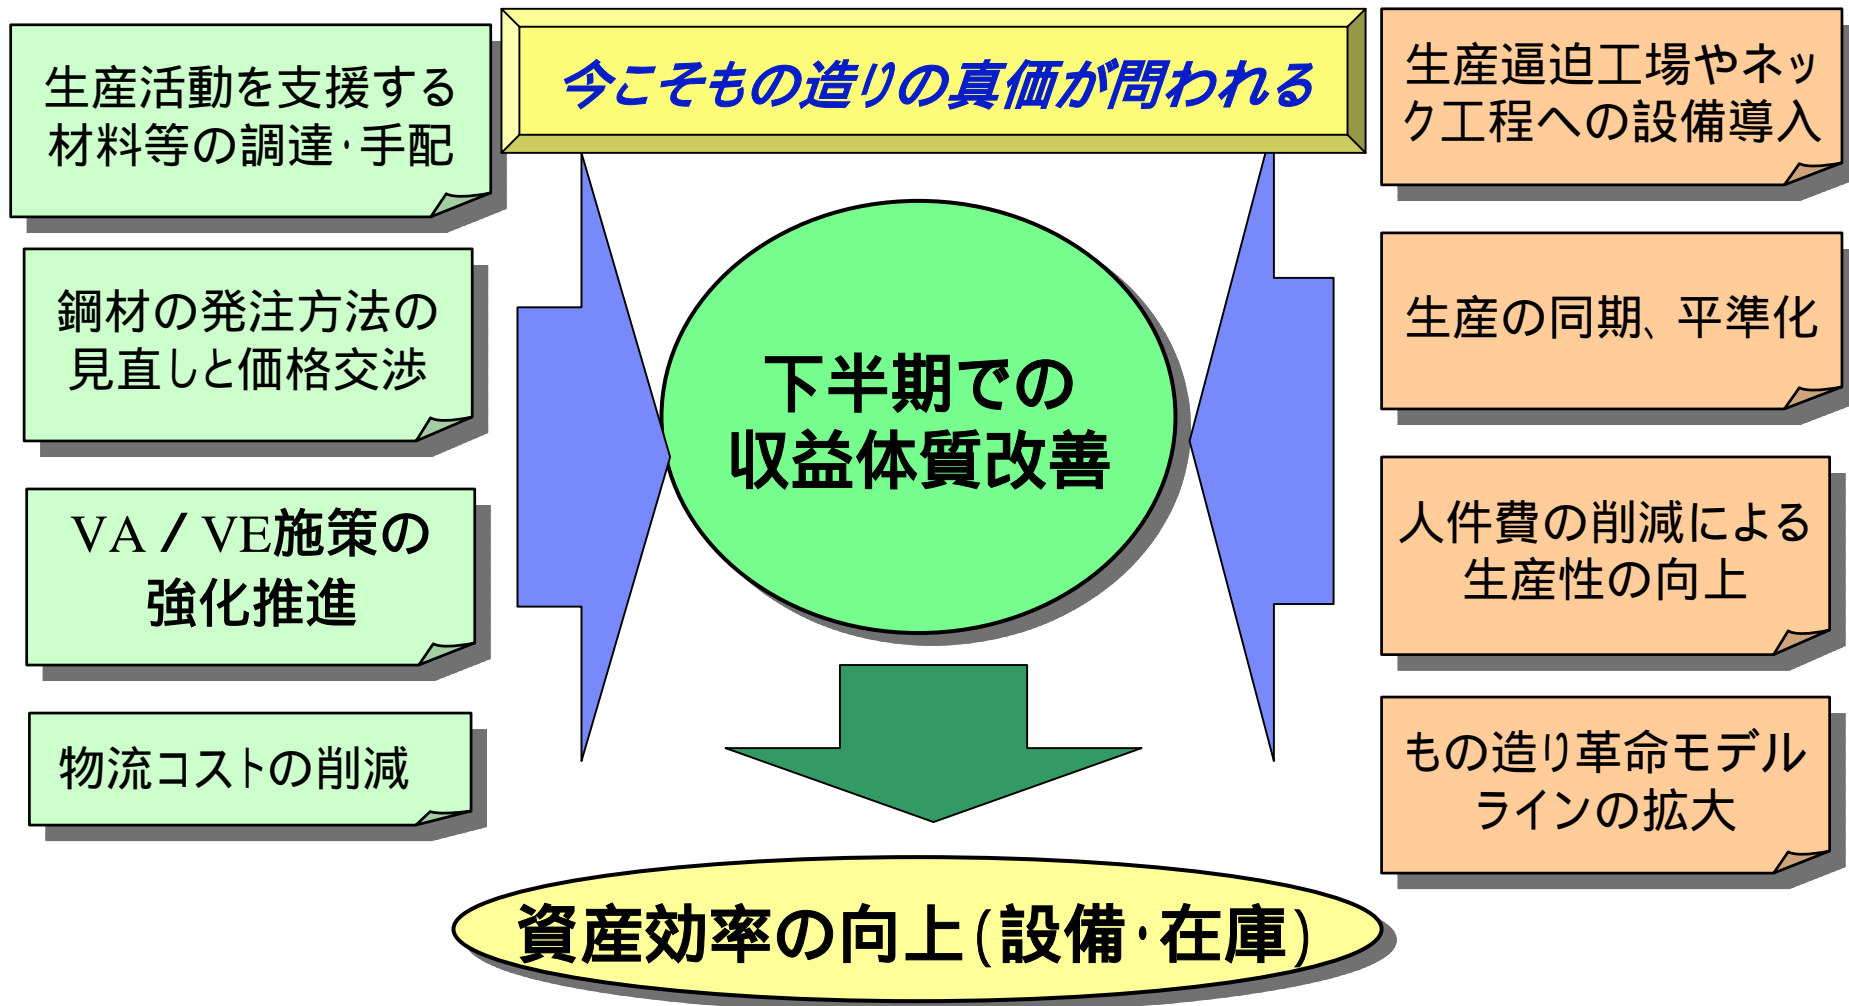 今こそもの造りの真価が問われる
生産活動を支援する
材料等の調達・手配
鋼材の発注方法の
見直しと価格交渉
VA/VE施策の
強化推進
物流コストの削減
下半期での
収益体質改善
生産逼迫工場やネッ
ク工程への設備導入
生産の同期、平準化
人件費の削減による
生産性の向上
もの造り革命モデル
ラインの拡大
資産効率の向上(設備・在庫)